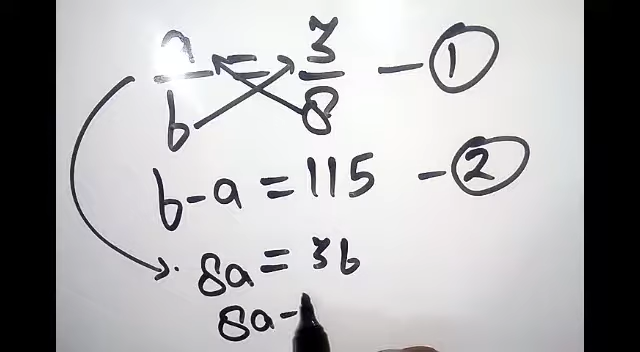 a/b = 3/8 - ①
b - a = 115 - ②
8a = 3b
8a -